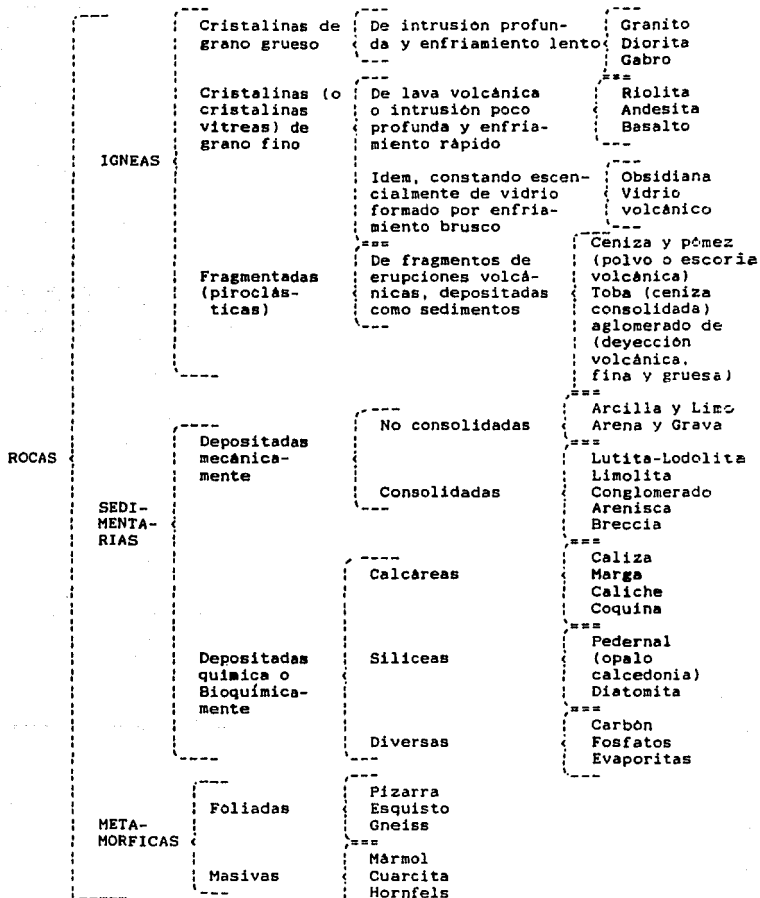 Cristalinas de grano grueso
De intrusión profunda y enfriamiento lento
Granito
Diorita
Gabro
Cristalinas (o cristalinas vitreas) de grano fino
De lava volcánica
o intrusión poco
profunda y enfria-
miento rápido
Riolita
Andesita
Basalto
IGNEAS
Idem, constando escen-
cialmente de vidrio
formado por enfria-
miento brusco
Obsidiana
Vidrio
volcánico
Fragmentadas
(piroclás-
ticas)
De fragmentos de
erupciones volcá-
nicas, depositadas
como sedimentos
Ceniza y pómez
(polvo o escoria
volcánica)
Toba (ceniza
consolidada)
aglomerado de
(deyección
volcánica,
fina y gruesa)
ROCAS
SEDI-
MENTA-
RIAS
Depositadas
mecánica-
mente
No consolidadas
Arcilla y Limo
Arena y Grava
Consolidadas
Lutita-Lodolita
Limolita
Conglomerado
Arenisca
Breccia
Depositadas
química o
Bioquímica-
mente
Calcáreas
Caliza
Marga
Caliche
Coquina
Siliceas
Pedernal
(opalo
calcedonia)
Diatomita
Diversas
Carbón
Fosfatos
Evaporitas
META-
MORFICAS
Foliadas
Pizarra
Esquisto
Gneiss
Masivas
Mármol
Cuarcita
Hornfels